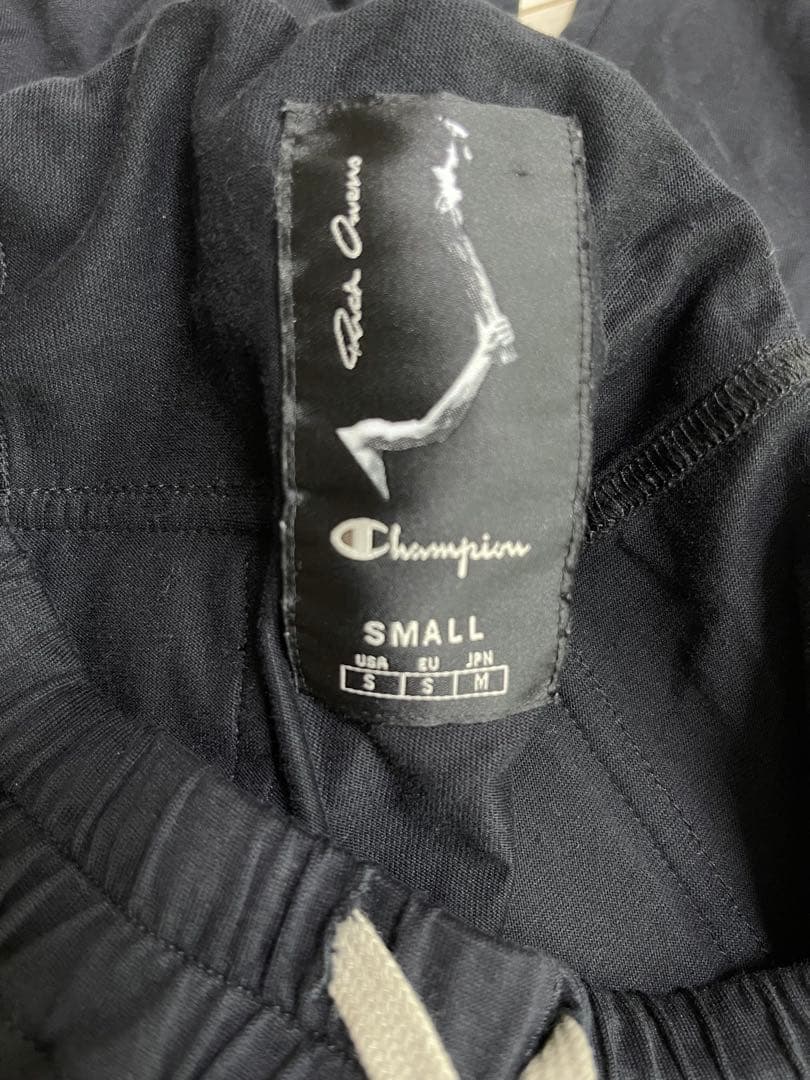 Rick Owens
Champion
SMALL
USA EU JPN
S S M